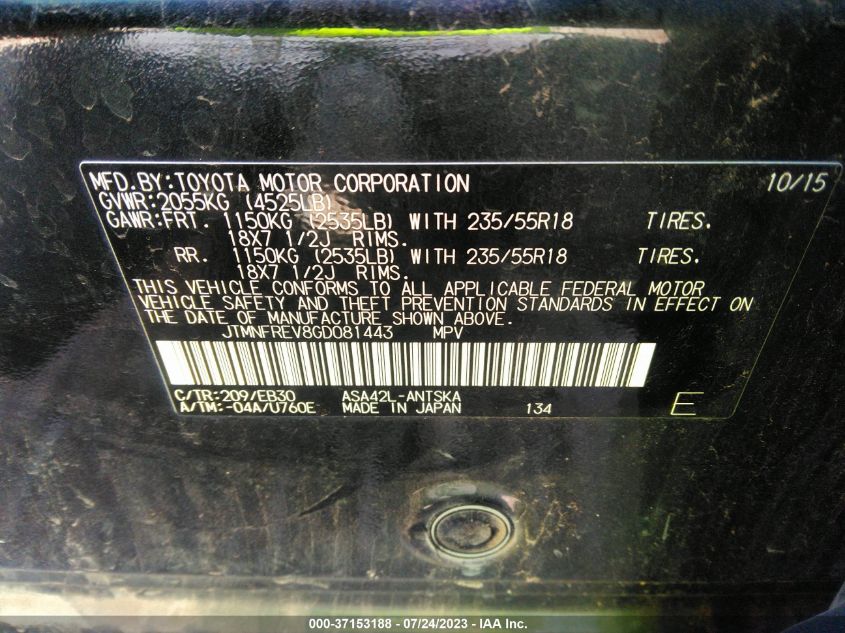 MFD.BY:TOYOTA MOTOR CORPORATION 10/15
GVWR:2055KG (4525LB)
GAWR:FRT. 1150KG (2535LB) WITH 235/55R18 TIRES.
18X7 1/2J RIMS.
RR. 1150KG (2535LB) WITH 235/55R18 TIRES.
18X7 1/2J RIMS.
THIS VEHICLE CONFORMS TO ALL APPLICABLE FEDERAL MOTOR
VEHICLE SAFETY AND THEFT PREVENTION STANDARDS IN EFFECT ON
THE DATE OF MANUFACTURE SHOWN ABOVE.
JTMNFREV8GD081443 MPV
C/TR:209/EB30 ASA42L-ANTSKA
A/TM:-04A/U760E MADE IN JAPAN 134 E
000-37153188 - 07/24/2023 - IAA Inc.